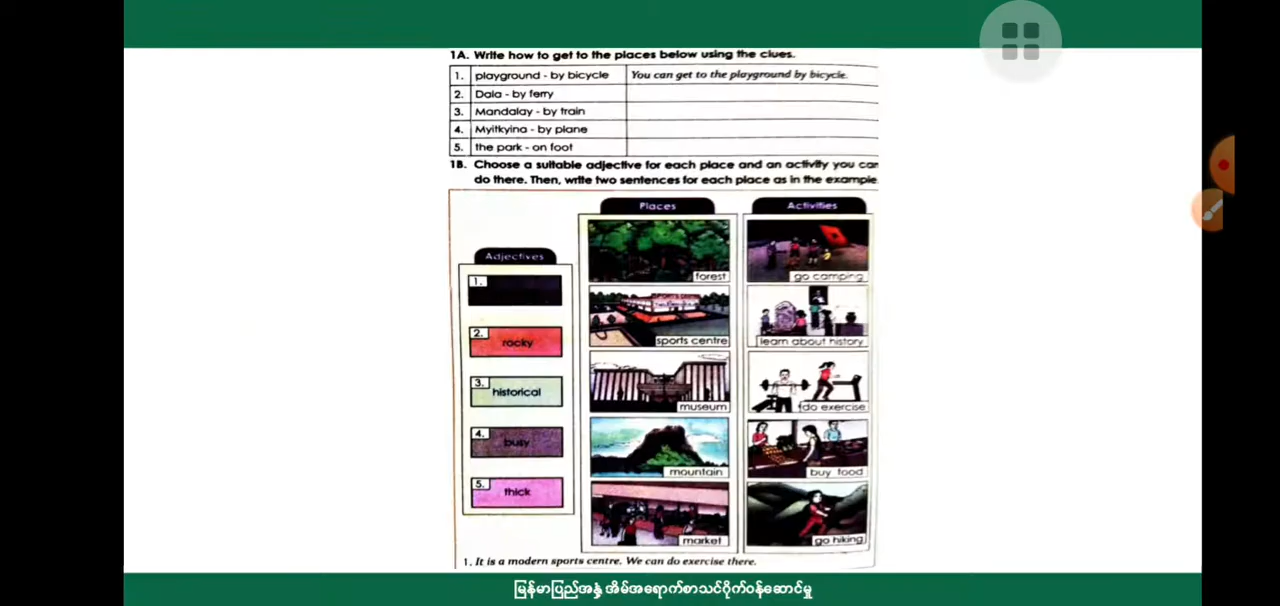 1A. Write how to get to the places below using the clues.
1. playground - by bicycle You can get to the playground by bicycle.
2. Dala - by ferry
3. Mandalay - by train
4. Myitkyina - by plane
5. the park - on foot
1B. Choose a suitable adjective for each place and an activity you can
do there. Then, write two sentences for each place as in the example
Adjectives
1.
2. rocky
3. historical
4. busy
5. thick
Places
forest
sports centre
museum
mountain
market
Activities
go camping
learn about history
do exercise
buy food
go hiking
1. It is a modern sports centre. We can do exercise there.
မြန်မာပြည်အနှံ့ အိမ်အရောက်စာသင်ဝိုက်ဝန်ဆောင်မှု